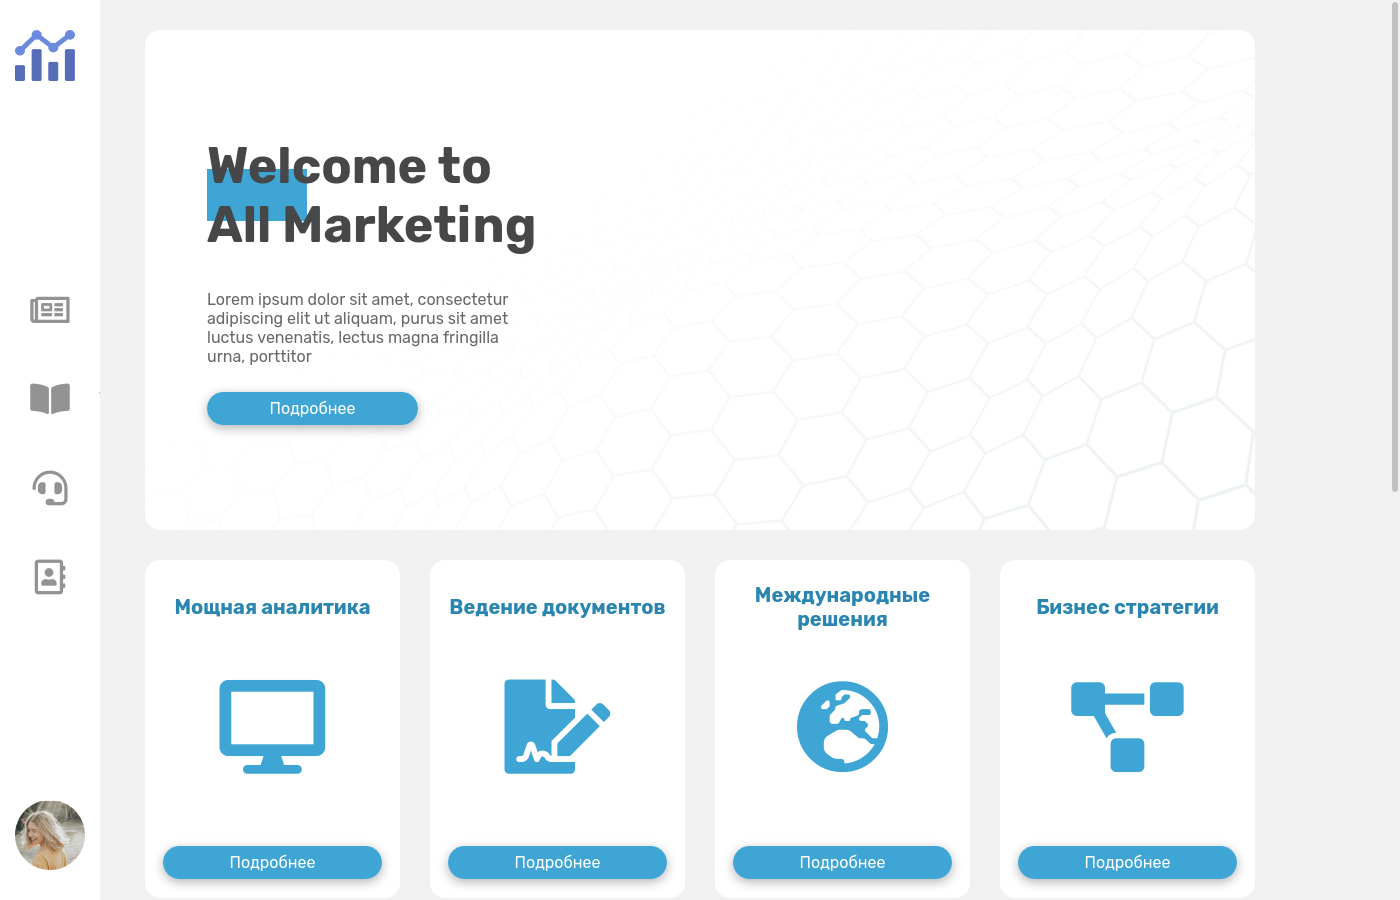 Welcome to
All Marketing
Lorem ipsum dolor sit amet, consectetur
adipiscing elit ut aliquam, purus sit amet
luctus venenatis, lectus magna fringilla
urna, porttitor
Подробнее
Мощная аналитика
Подробнее
Ведение документов
Подробнее
Международные
решения
Подробнее
Бизнес стратегии
Подробнее